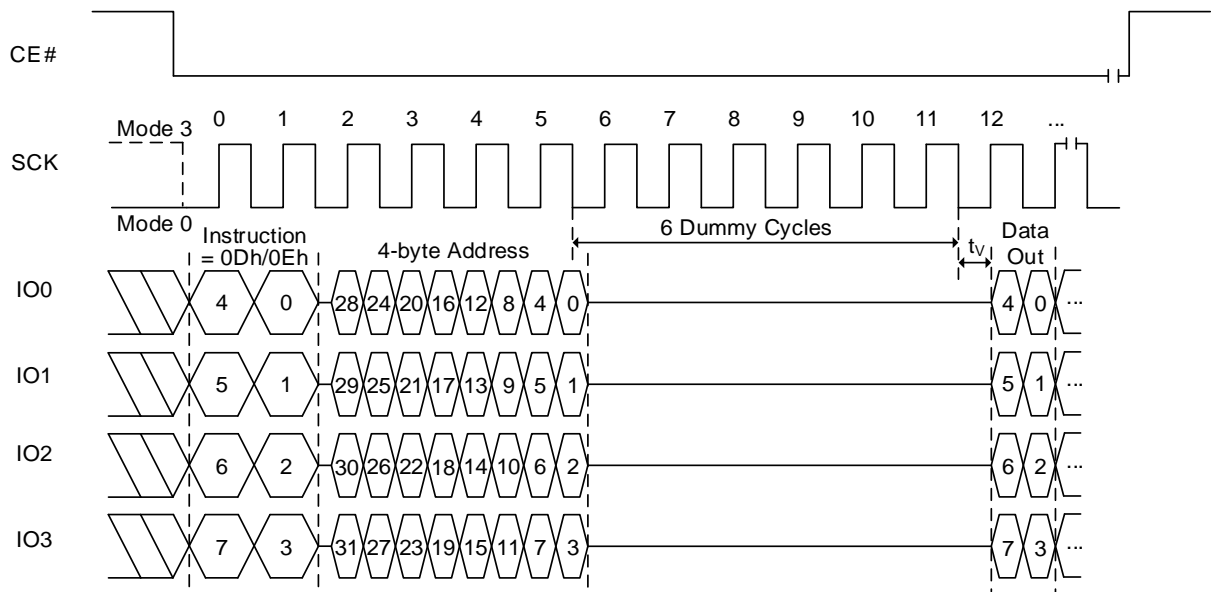 CE#
0 1 2 3 4 5 6 7 8 9 10 11 12 ...
Mode 3
SCK
Mode 0
6 Dummy Cycles
Instruction
= 0Dh/0Eh
4-byte Address
tV
Data
Out
IO0 4 0 28 24 20 16 12 8 4 0 4 0 ...
IO1 5 1 29 25 21 17 13 9 5 1 5 1 ...
IO2 6 2 30 26 22 18 14 10 6 2 6 2 ...
IO3 7 3 31 27 23 19 15 11 7 3 7 3 ...